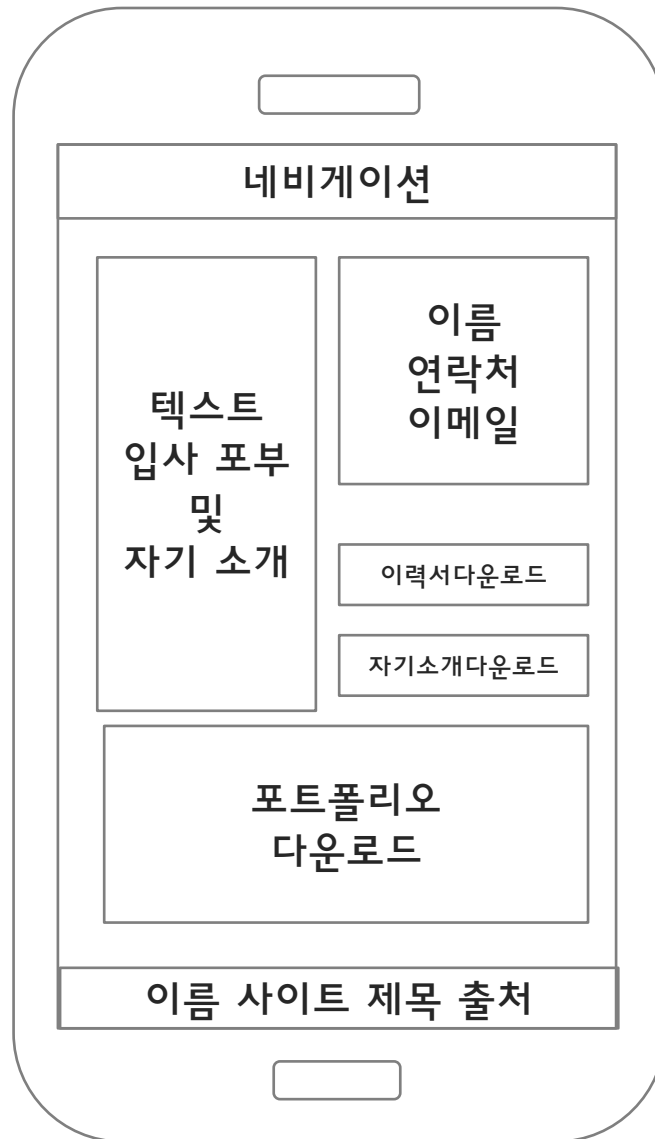 네비게이션
텍스트
입사 포부
및
자기 소개
이름
연락처
이메일
이력서다운로드
자기소개다운로드
포트폴리오
다운로드
이름 사이트 제목 출처